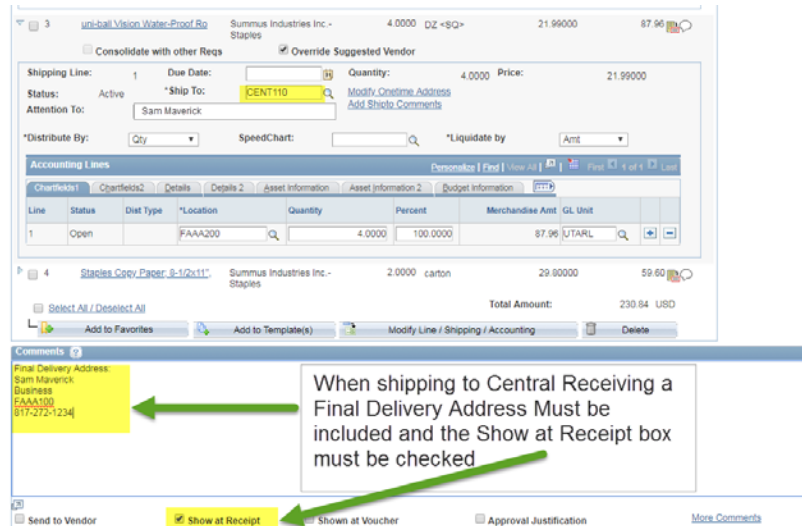 3 uni-ball Vision Water-Proof Ro Summus Industries Inc.- Staples 4.0000 DZ <SQ> 21.99000 87.96
Consolidate with other Reqs Override Suggested Vendor
Shipping Line: 1 Due Date: Quantity: 4.0000 Price: 21.99000
Status: Active *Ship To: CENT110 Modify Onetime Address
Attention To: Sam Maverick Add Shipto Comments
*Distribute By: Qty SpeedChart: *Liquidate by Amt
Accounting Lines Personalize | Find | View All | First 1 of 1 Last
Chartfields1 Chartfields2 Details Details 2 Asset Information Asset Information 2 Budget Information
Line Status Dist Type *Location Quantity Percent Merchandise Amt GL Unit
1 Open FAAA200 4.0000 100.0000 87.96 UTARL
4 Staples Copy Paper; 8-1/2x11", Summus Industries Inc.- Staples 2.0000 carton 29.80000 59.60
Select All / Deselect All Total Amount: 230.84 USD
Add to Favorites Add to Template(s) Modify Line / Shipping / Accounting Delete
Comments
Final Delivery Address:
Sam Maverick
Business
FAAA100
817-272-1234
When shipping to Central Receiving a
Final Delivery Address Must be
included and the Show at Receipt box
must be checked
Send to Vendor Show at Receipt Shown at Voucher Approval Justification More Comments